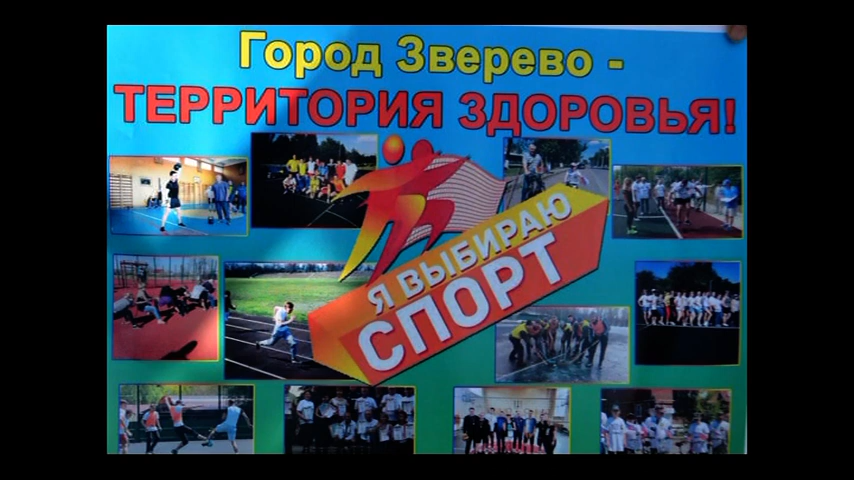 Город Зверево -
ТЕРРИТОРИЯ ЗДОРОВЬЯ!
Я ВЫБИРАЮ
СПОРТ